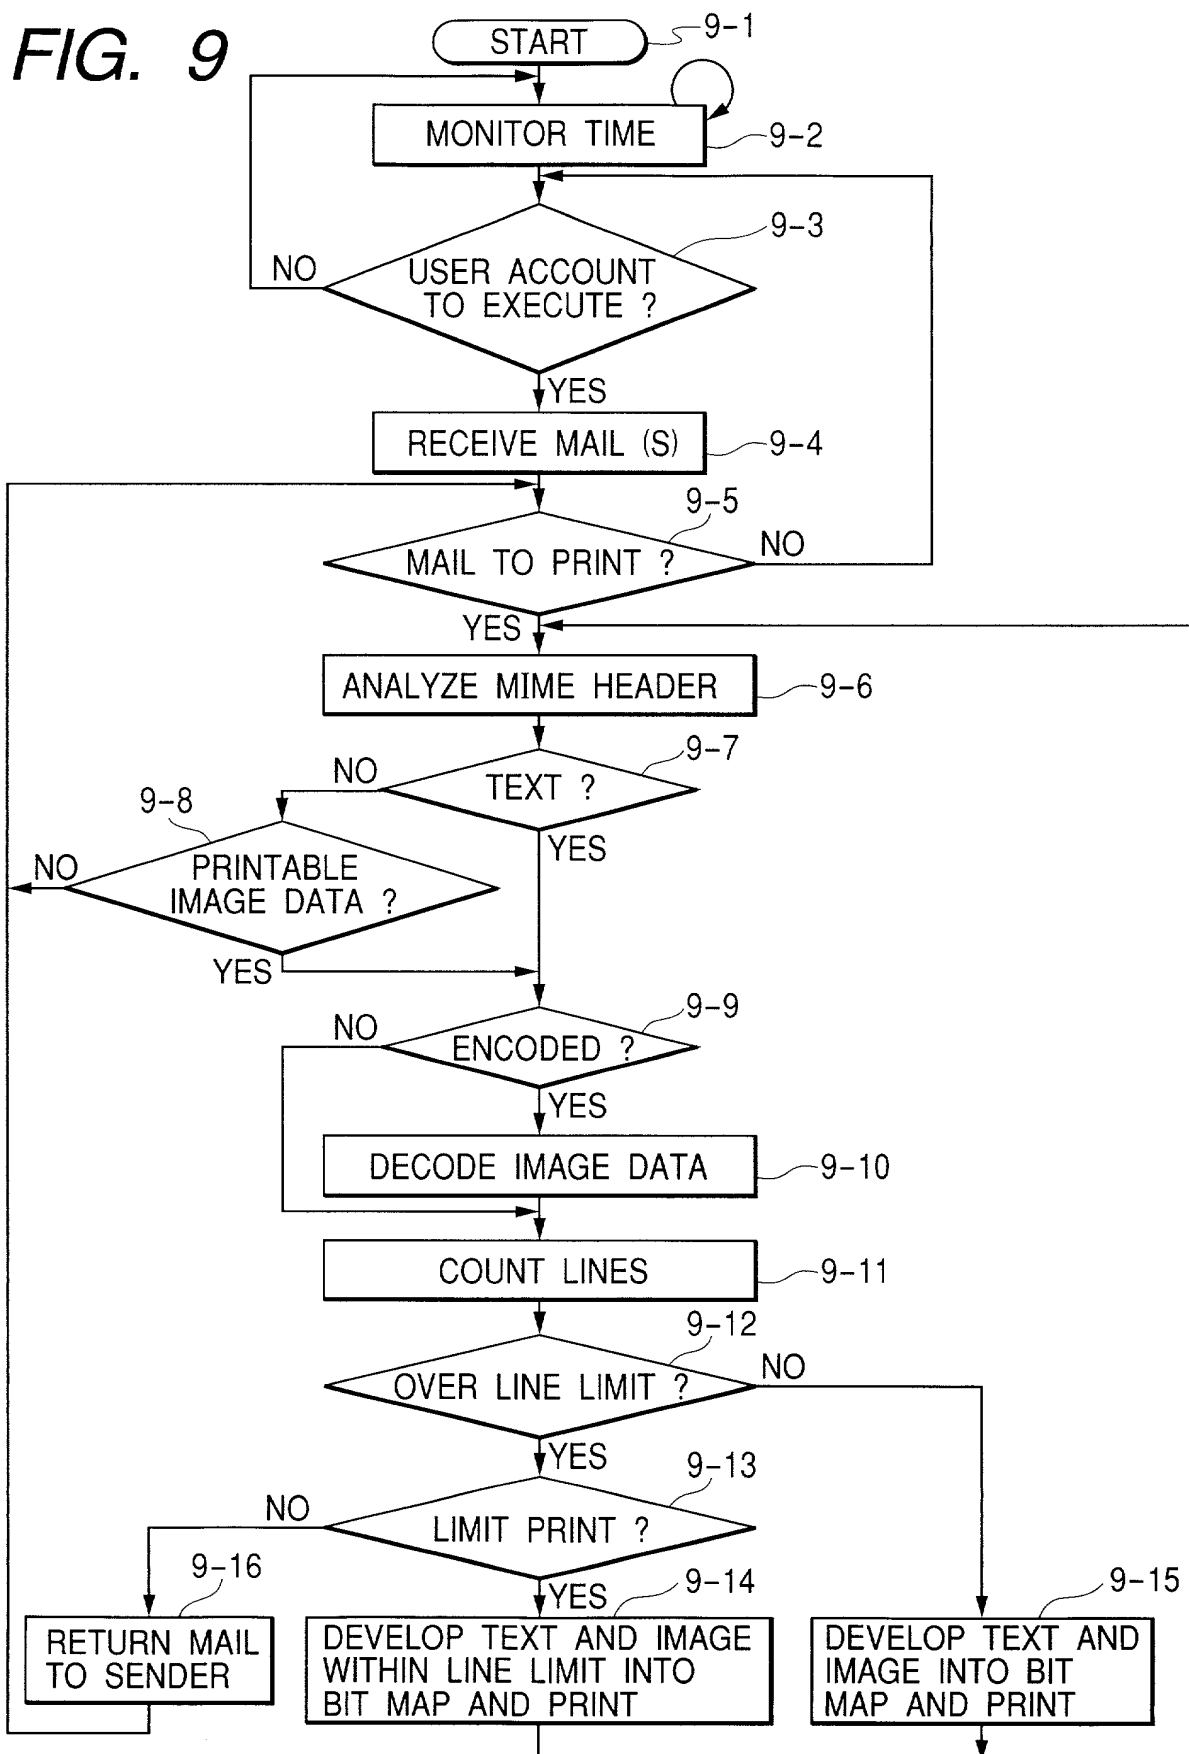 FIG. 9
START
9-1
MONITOR TIME
9-2
9-3
USER ACCOUNT
TO EXECUTE ?
NO
YES
RECEIVE MAIL (S)
9-4
9-5
MAIL TO PRINT ?
NO
YES
ANALYZE MIME HEADER
9-6
9-7
TEXT ?
NO
YES
9-8
PRINTABLE
IMAGE DATA ?
NO
YES
9-9
ENCODED ?
NO
YES
DECODE IMAGE DATA
9-10
COUNT LINES
9-11
9-12
OVER LINE LIMIT ?
NO
YES
9-13
LIMIT PRINT ?
NO
YES
9-16
RETURN MAIL
TO SENDER
9-14
DEVELOP TEXT AND IMAGE
WITHIN LINE LIMIT INTO
BIT MAP AND PRINT
9-15
DEVELOP TEXT AND
IMAGE INTO BIT
MAP AND PRINT